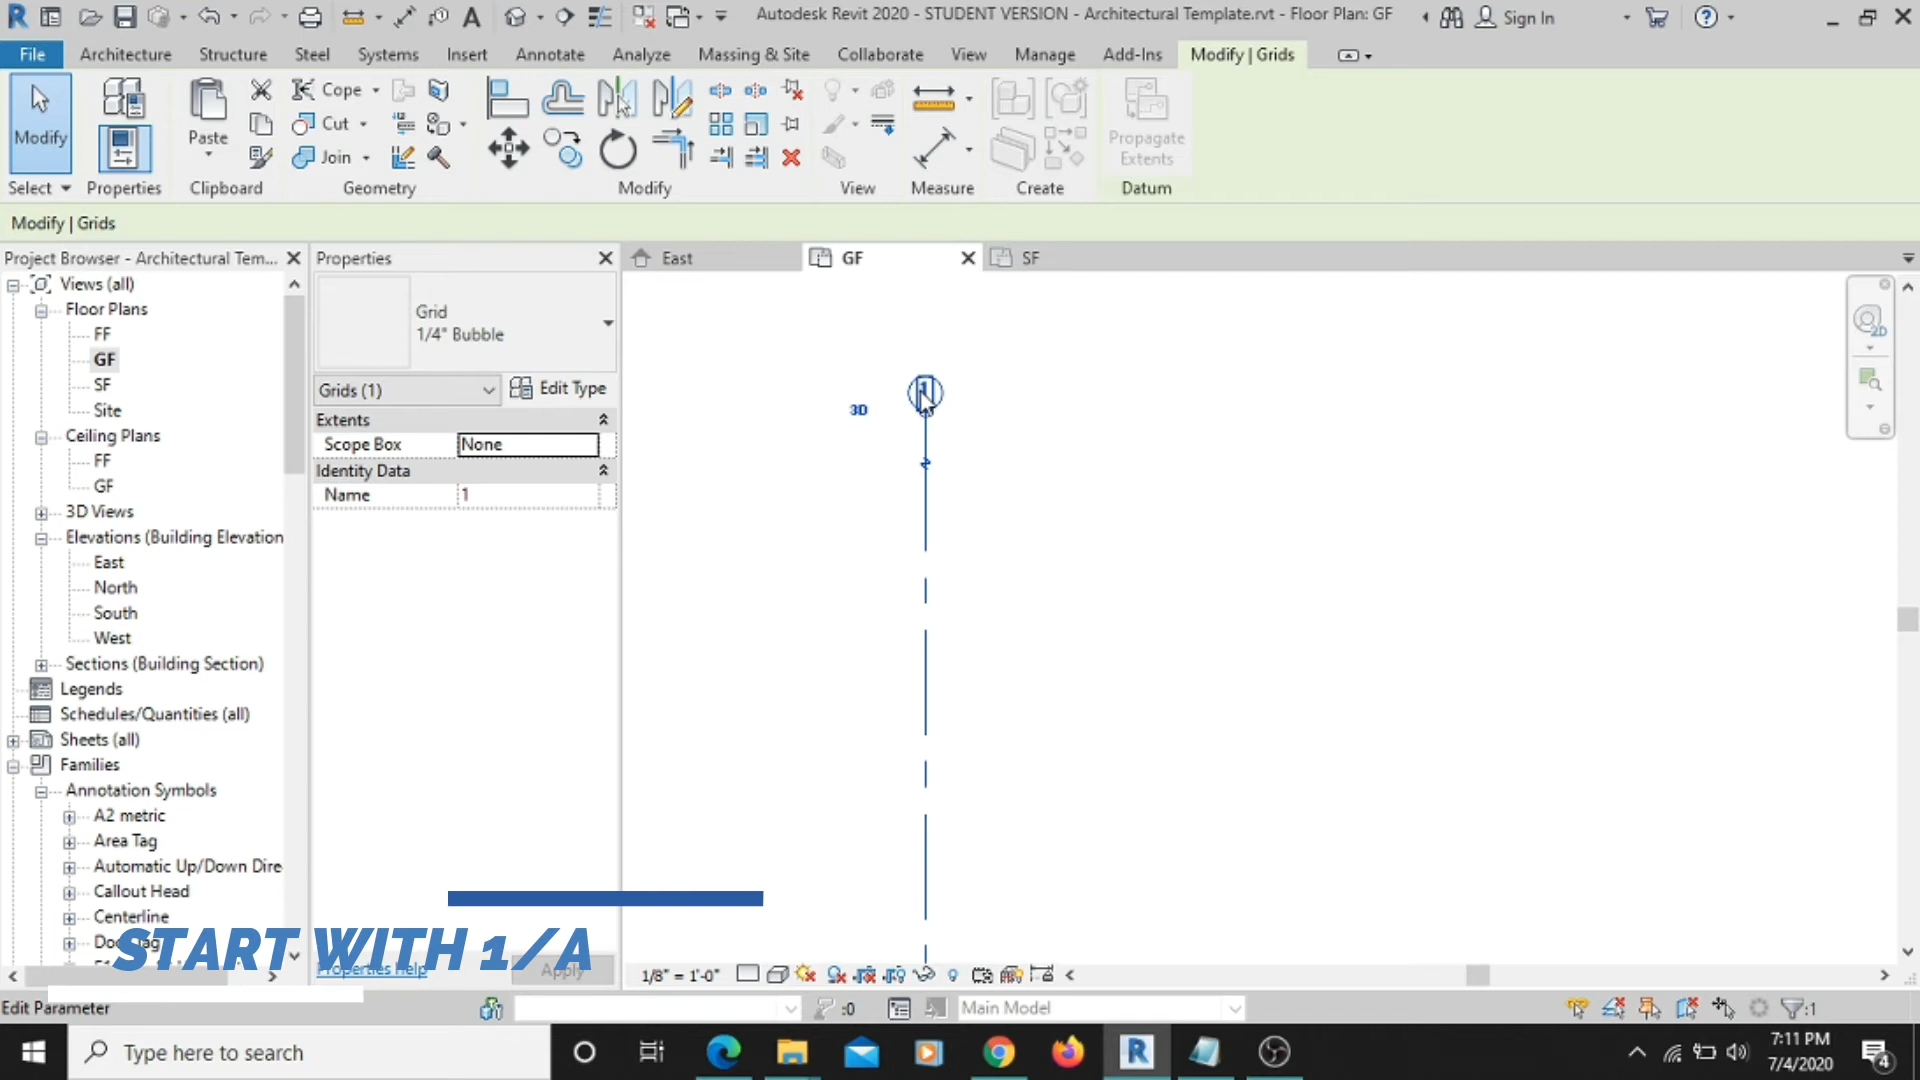 Autodesk Revit 2020 - STUDENT VERSION - Architectural Template.rvt - Floor Plan: GF
Sign In
File
Architecture
Structure
Steel
Systems
Insert
Annotate
Analyze
Massing & Site
Collaborate
View
Manage
Add-Ins
Modify | Grids
Modify
Paste
Cope
Cut
Join
Propagate
Extents
Select
Properties
Clipboard
Geometry
Modify
View
Measure
Create
Datum
Modify | Grids
Project Browser - Architectural Tem...
Properties
East
GF
SF
Views (all)
Floor Plans
FF
GF
SF
Site
Ceiling Plans
FF
GF
3D Views
Elevations (Building Elevation
East
North
South
West
Sections (Building Section)
Legends
Schedules/Quantities (all)
Sheets (all)
Families
Annotation Symbols
A2 metric
Area Tag
Automatic Up/Down Dire
Callout Head
Centerline
Grid
1/4" Bubble
Grids (1)
Edit Type
Extents
Scope Box None
Identity Data
Name 1
Properties help
Apply
3D
1
2D
START WITH 1/A
1/8" = 1'-0"
Edit Parameter
:0
Main Model
:1
Type here to search
7:11 PM
7/4/2020
4